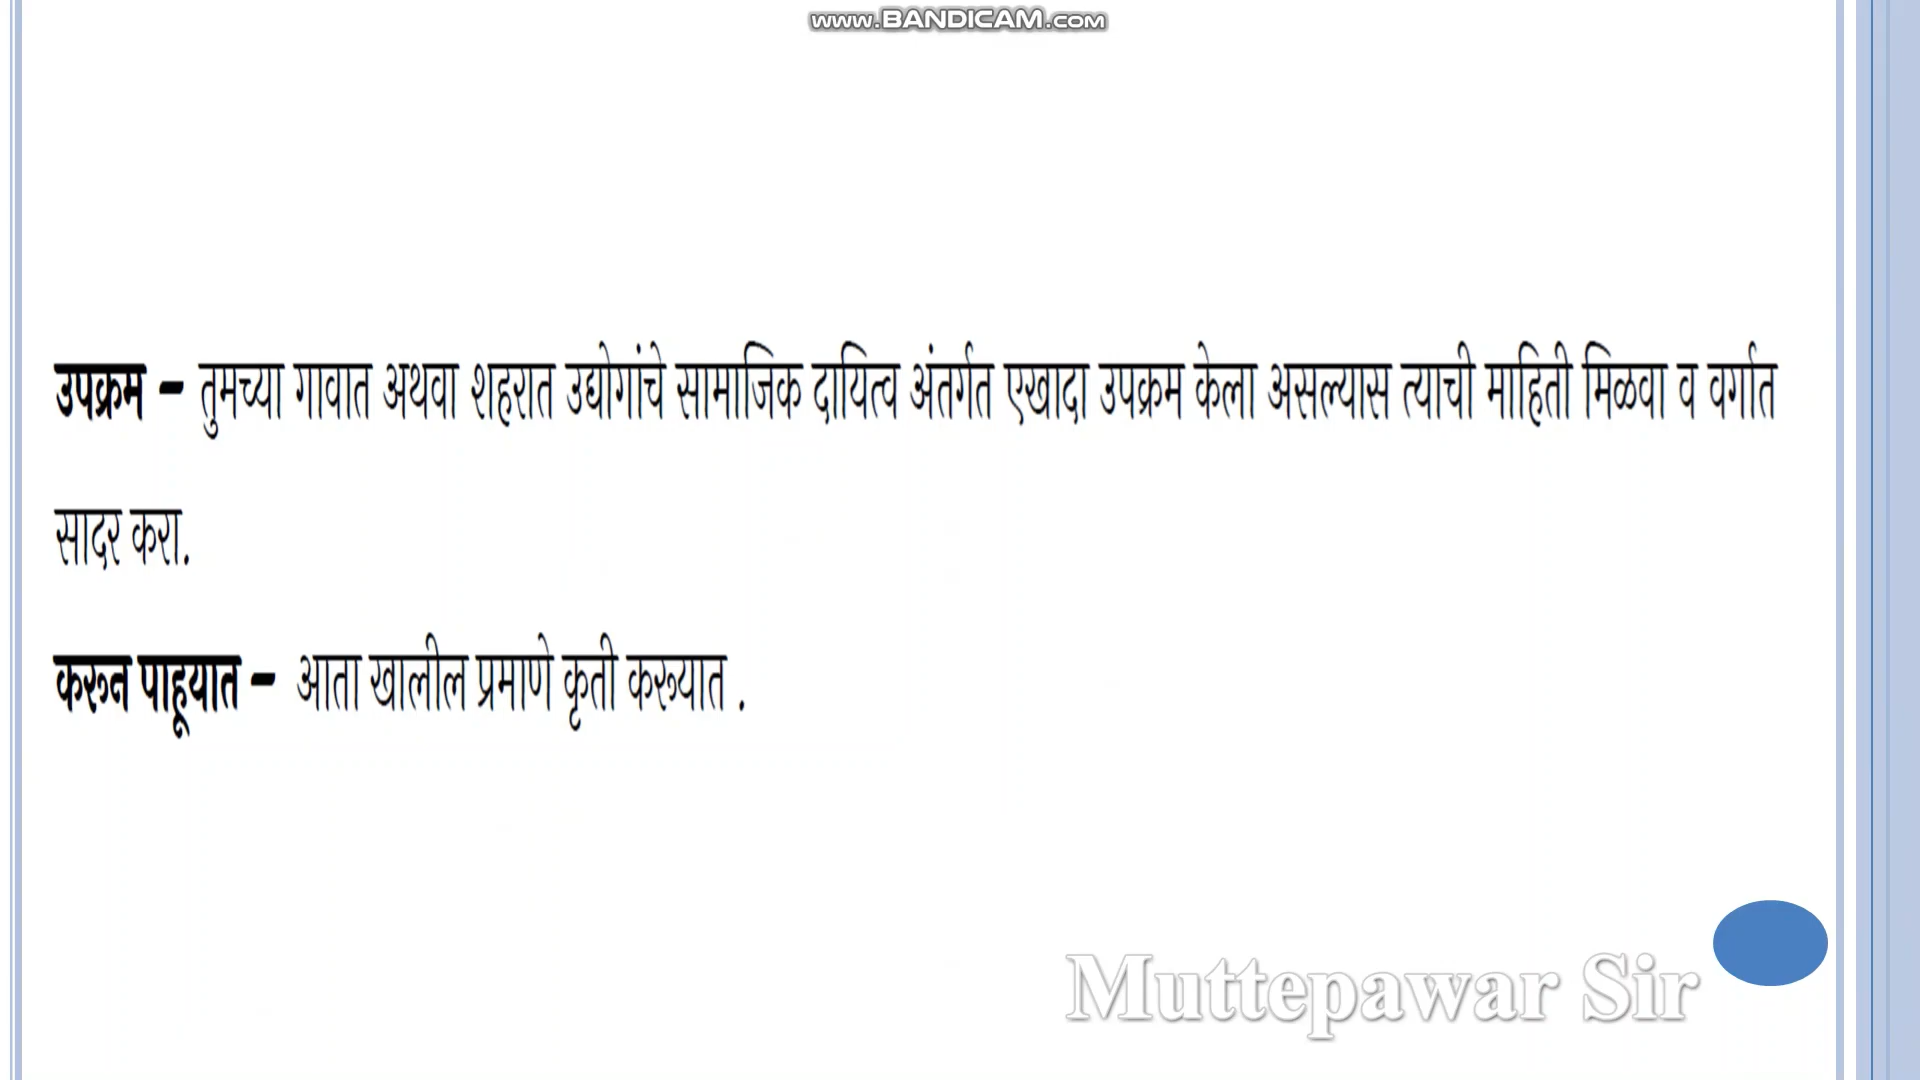 www.BANDICAM.com
उपक्रम – तुमच्या गावात अथवा शहरात उद्योगांचे सामाजिक दायित्व अंतर्गत एखादा उपक्रम केला असल्यास त्याची माहिती मिळवा व वर्गात
सादर करा.
करून पाहूयात – आता खालील प्रमाणे कृती करूयात .
Muttepawar Sir